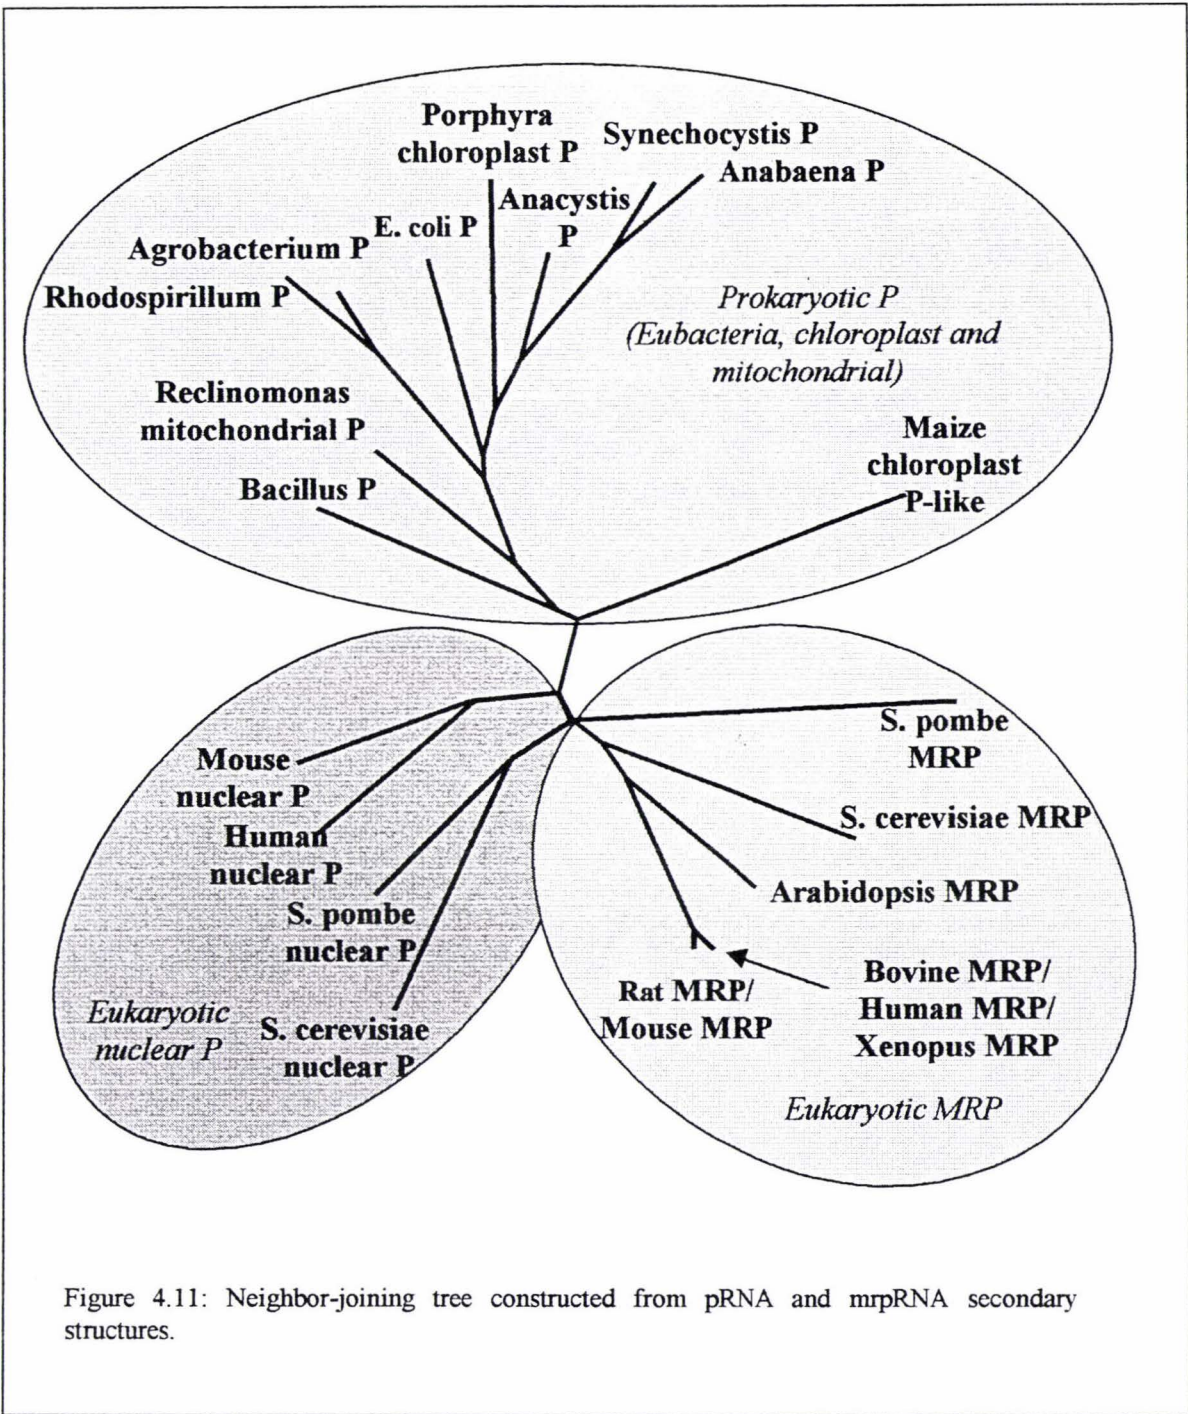 Porphyra
chloroplast P
Synechocystis P
Anabaena P
Anacystis
P
E. coli P
Agrobacterium P
Rhodospirillum P
Prokaryotic P
(Eubacteria, chloroplast and
mitochondrial)
Reclinomonas
mitochondrial P
Maize
chloroplast
P-like
Bacillus P
Mouse
nuclear P
Human
nuclear P
S. pombe
nuclear P
S. cerevisiae
nuclear P
Eukaryotic
nuclear P
S. pombe
MRP
S. cerevisiae MRP
Arabidopsis MRP
Rat MRP/
Mouse MRP
Bovine MRP/
Human MRP/
Xenopus MRP
Eukaryotic MRP
Figure 4.11: Neighbor-joining tree constructed from pRNA and mrpRNA secondary
structures.